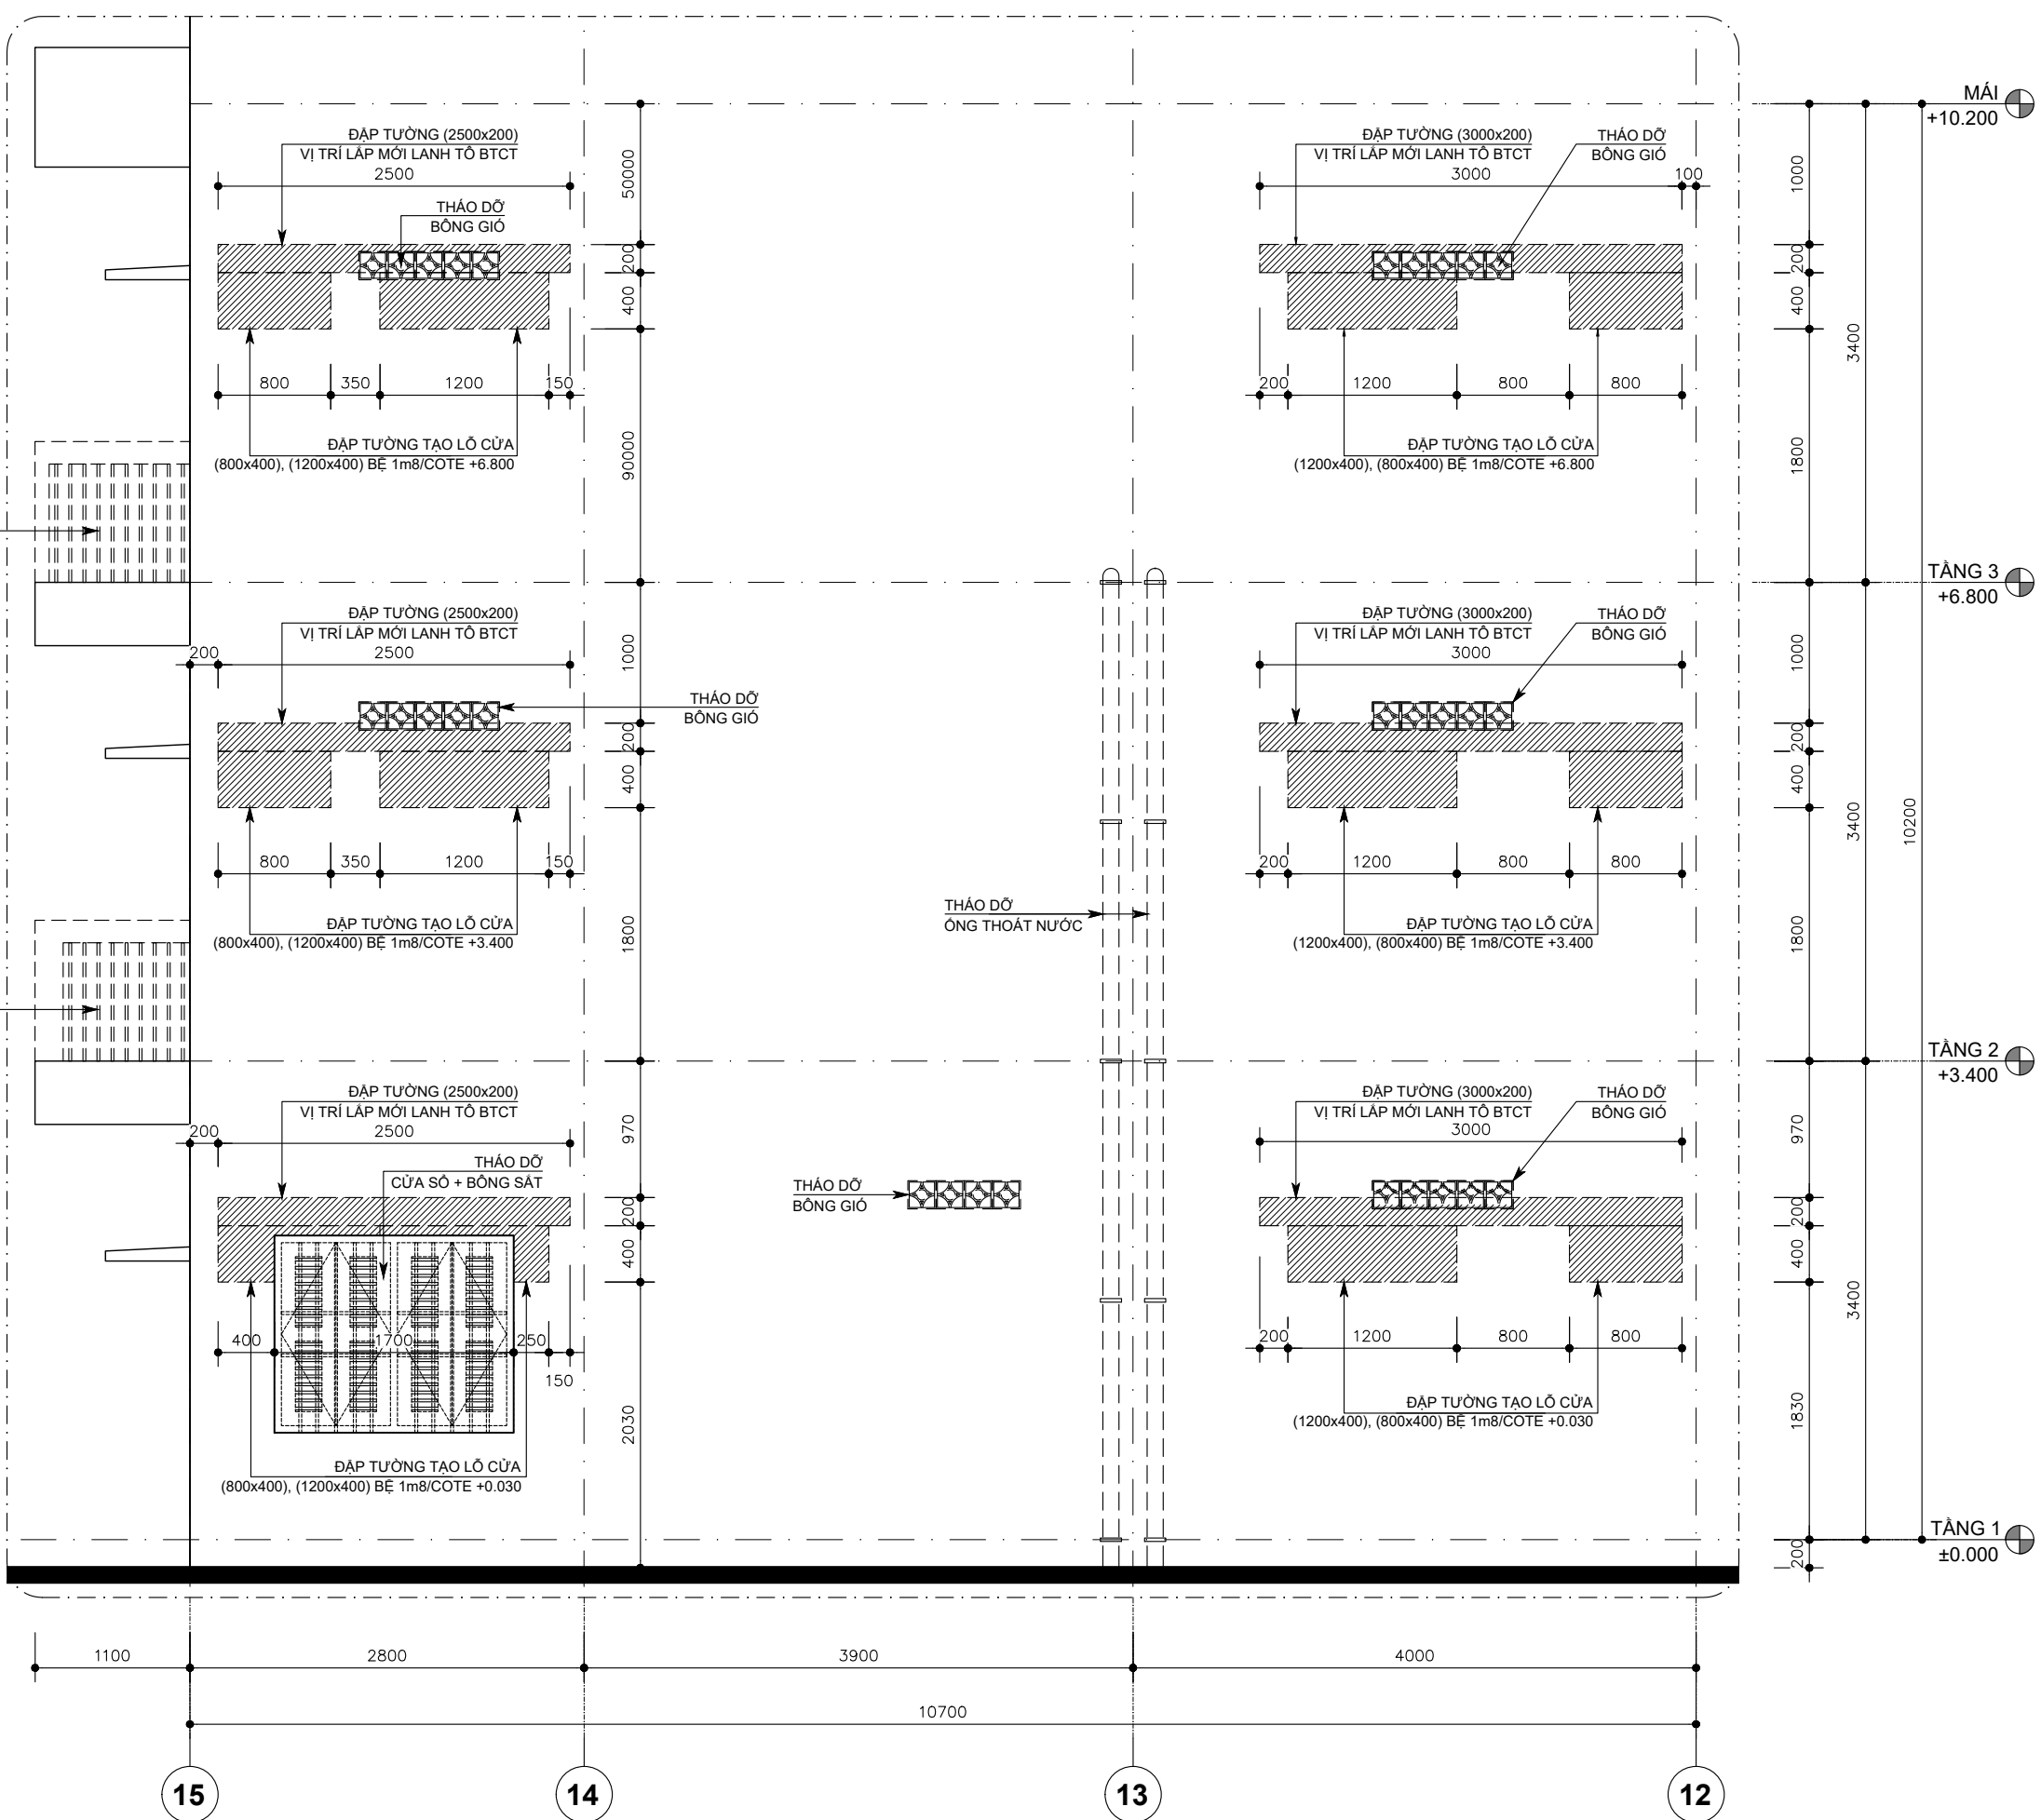 MÁI
+10.200
ĐẬP TƯỜNG (2500x200)
VỊ TRÍ LẮP MỚI LANH TÔ BTCT
2500
THÁO DỠ
BÔNG GIÓ
50000
200
400
ĐẬP TƯỜNG (3000x200)
VỊ TRÍ LẮP MỚI LANH TÔ BTCT
3000
100
THÁO DỠ
BÔNG GIÓ
1000
200
400
3400
800
350
1200
150
200
1200
800
800
ĐẬP TƯỜNG TẠO LỖ CỬA
(800x400), (1200x400) BỆ 1m8/COTE +6.800
90000
ĐẬP TƯỜNG TẠO LỖ CỬA
(1200x400), (800x400) BỆ 1m8/COTE +6.800
1800
TẦNG 3
+6.800
ĐẬP TƯỜNG (2500x200)
VỊ TRÍ LẮP MỚI LANH TÔ BTCT
200
2500
THÁO DỠ
BÔNG GIÓ
1000
200
400
ĐẬP TƯỜNG (3000x200)
VỊ TRÍ LẮP MỚI LANH TÔ BTCT
3000
THÁO DỠ
BÔNG GIÓ
1000
200
400
3400
10200
800
350
1200
150
200
1200
800
800
ĐẬP TƯỜNG TẠO LỖ CỬA
(800x400), (1200x400) BỆ 1m8/COTE +3.400
1800
THÁO DỠ
ỐNG THOÁT NƯỚC
ĐẬP TƯỜNG TẠO LỖ CỬA
(1200x400), (800x400) BỆ 1m8/COTE +3.400
1800
TẦNG 2
+3.400
ĐẬP TƯỜNG (2500x200)
VỊ TRÍ LẮP MỚI LANH TÔ BTCT
200
2500
THÁO DỠ
CỬA SỔ + BÔNG SẮT
970
200
400
THÁO DỠ
BÔNG GIÓ
ĐẬP TƯỜNG (3000x200)
VỊ TRÍ LẮP MỚI LANH TÔ BTCT
3000
THÁO DỠ
BÔNG GIÓ
970
200
400
3400
400
1700
250
150
200
1200
800
800
ĐẬP TƯỜNG TẠO LỖ CỬA
(800x400), (1200x400) BỆ 1m8/COTE +0.030
2030
ĐẬP TƯỜNG TẠO LỖ CỬA
(1200x400), (800x400) BỆ 1m8/COTE +0.030
1830
TẦNG 1
±0.000
200
1100
2800
3900
4000
10700
15
14
13
12